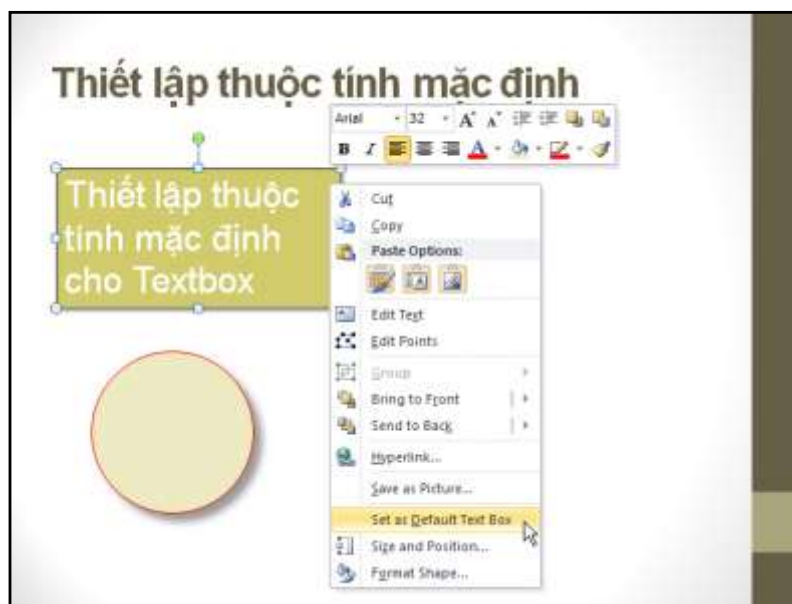 Thiết lập thuộc tính mặc định
Arial 32 A A
B I A
Thiết lập thuộc
tính mặc định
cho Textbox
Cut
Copy
Paste Options:
A
Edit Text
Edit Points
Group
Bring to Front
Send to Back
Hyperlink...
Save as Picture...
Set as Default Text Box
Size and Position...
Format Shape...